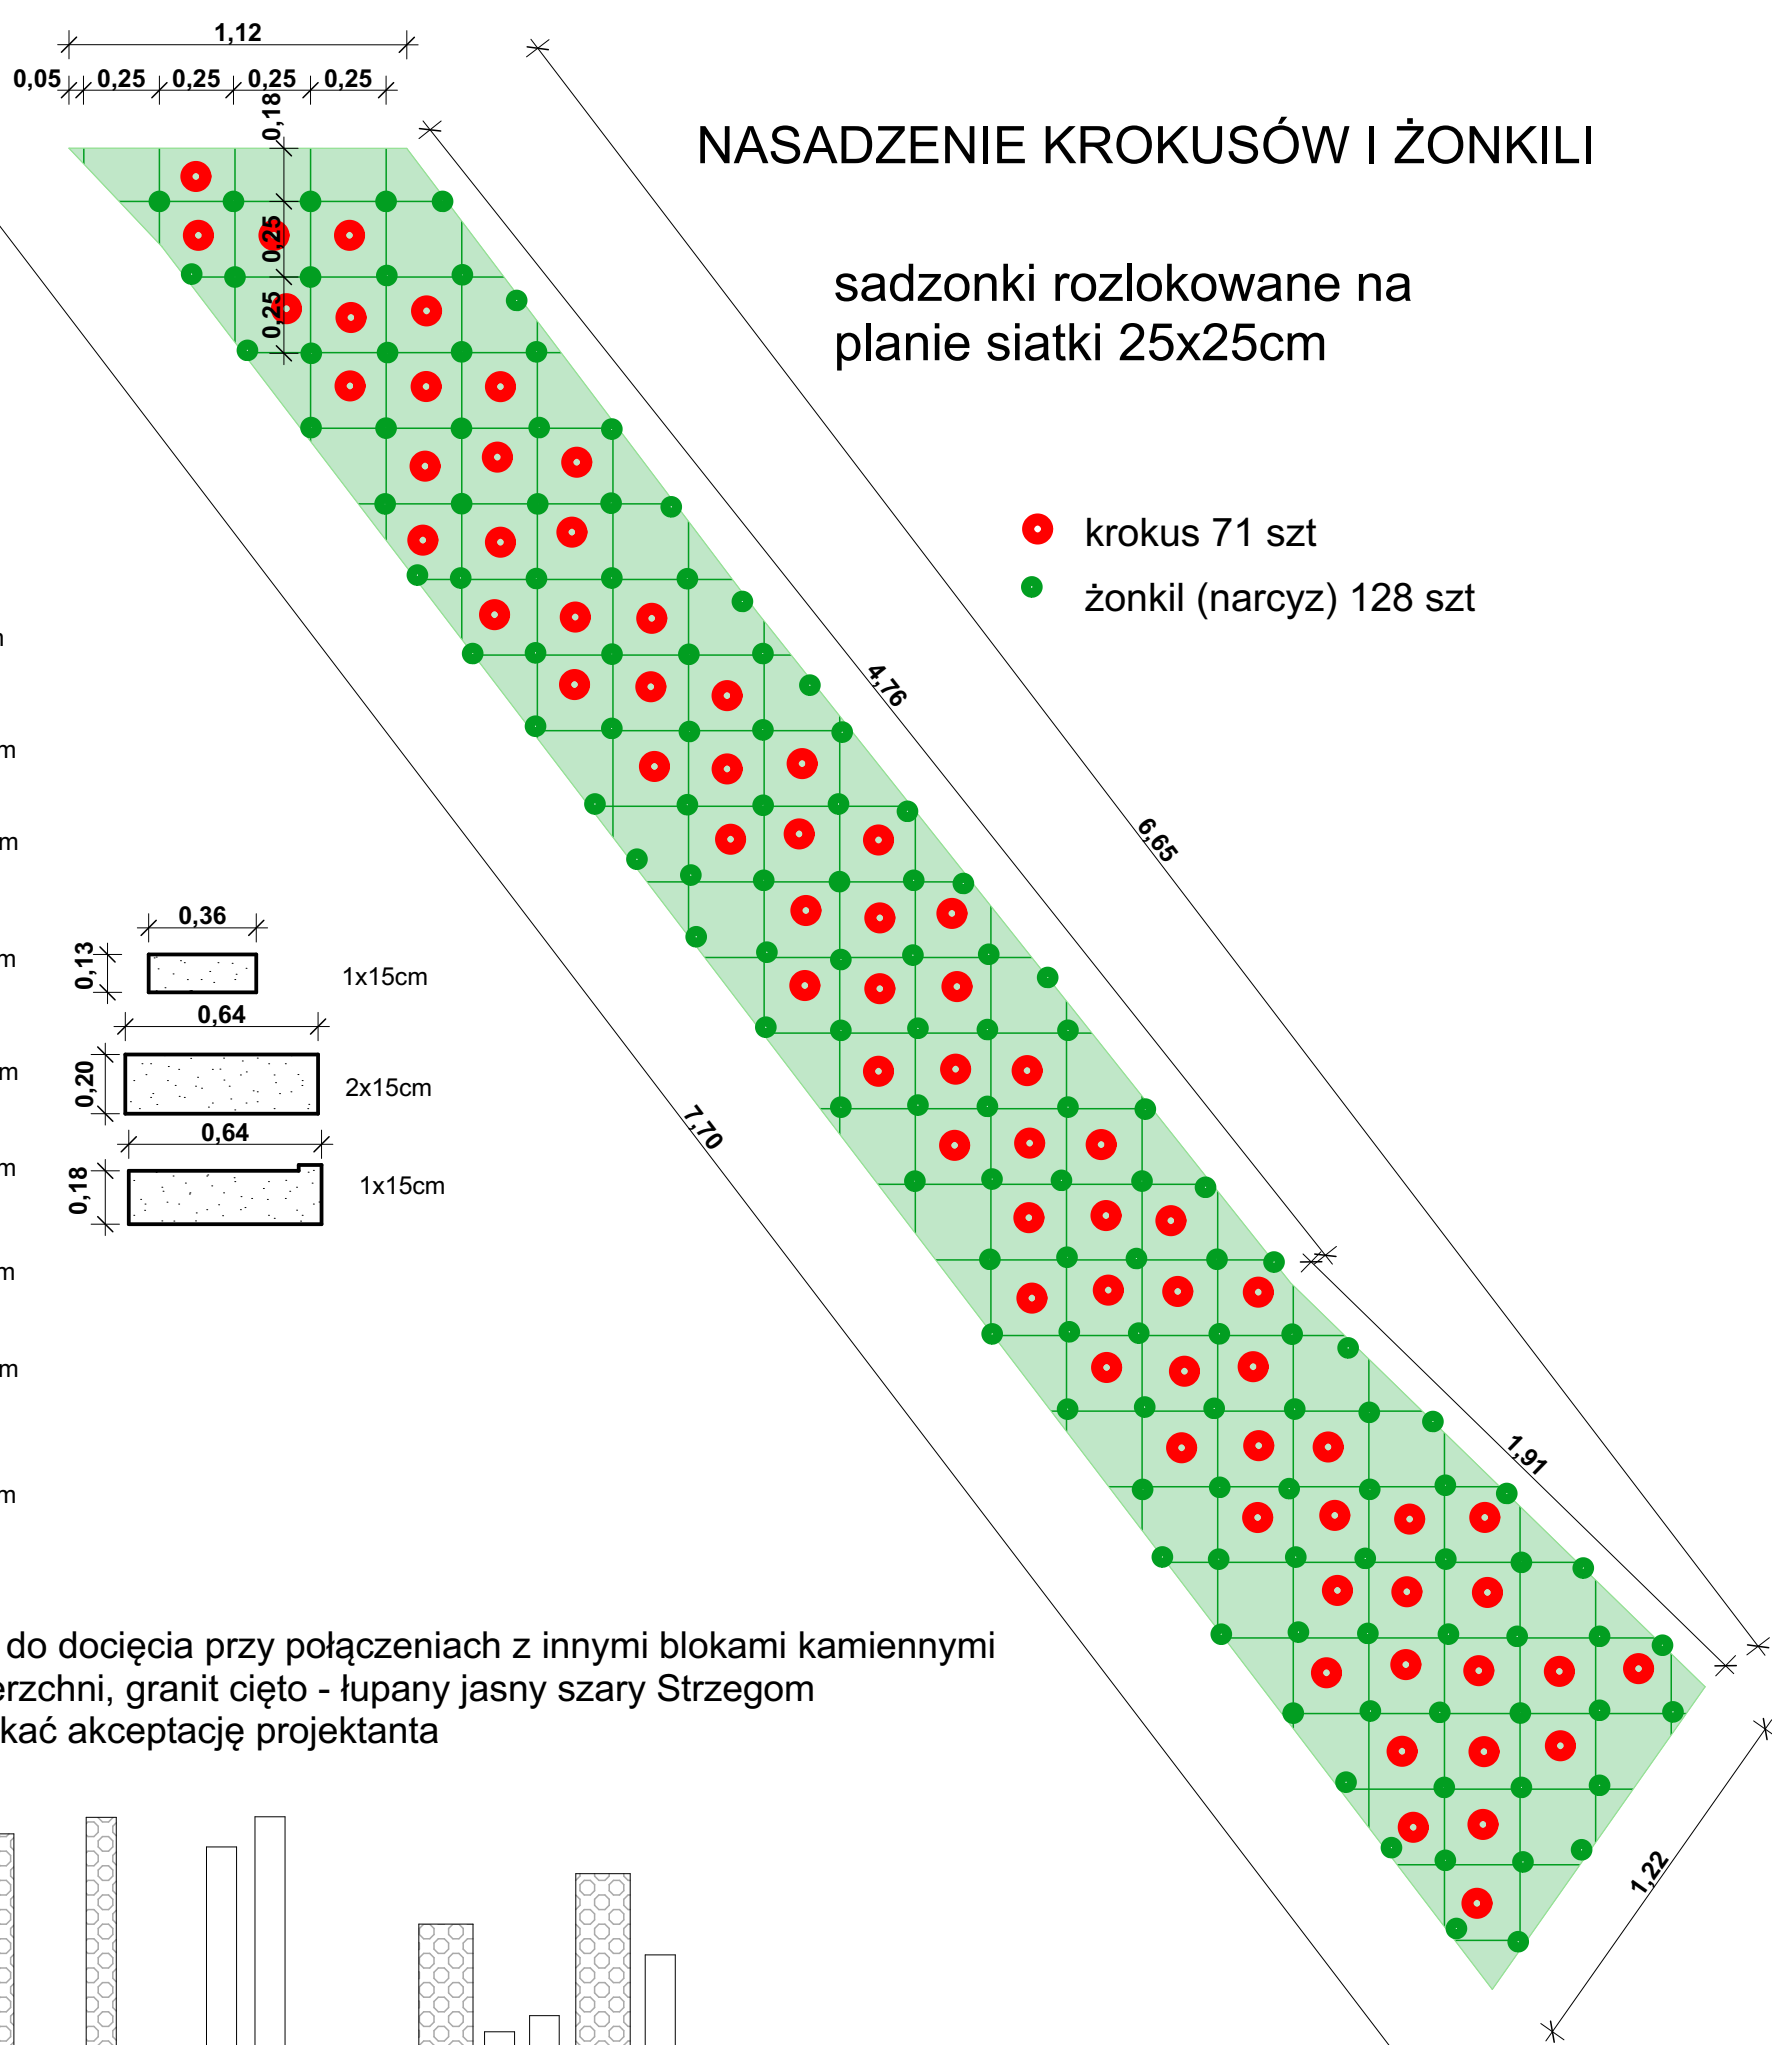 1,12
0,05 0,25 0,25 0,25 0,25
0,18
0,25
0,25
NASADZENIE KROKUSÓW I ŻONKILI
sadzonki rozlokowane na
planie siatki 25x25cm
krokus 71 szt
żonkil (narcyz) 128 szt
4,76
6,65
7,70
1,91
1,22
m
m
m
m
m
m
m
m
0,36
0,13
1x15cm
0,64
0,20
2x15cm
0,64
0,18
1x15cm
do docięcia przy połączeniach z innymi blokami kamiennymi
erzchni, granit cięto - łupany jasny szary Strzegom
kać akceptację projektanta